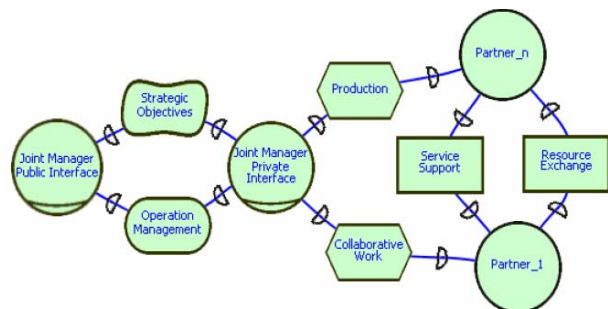 Partner_n
Production
Strategic
Objectives
Joint Manager
Public Interface
Joint Manager
Private
Interface
Service
Support
Resource
Exchange
Operation
Management
Collaborative
Work
Partner_1